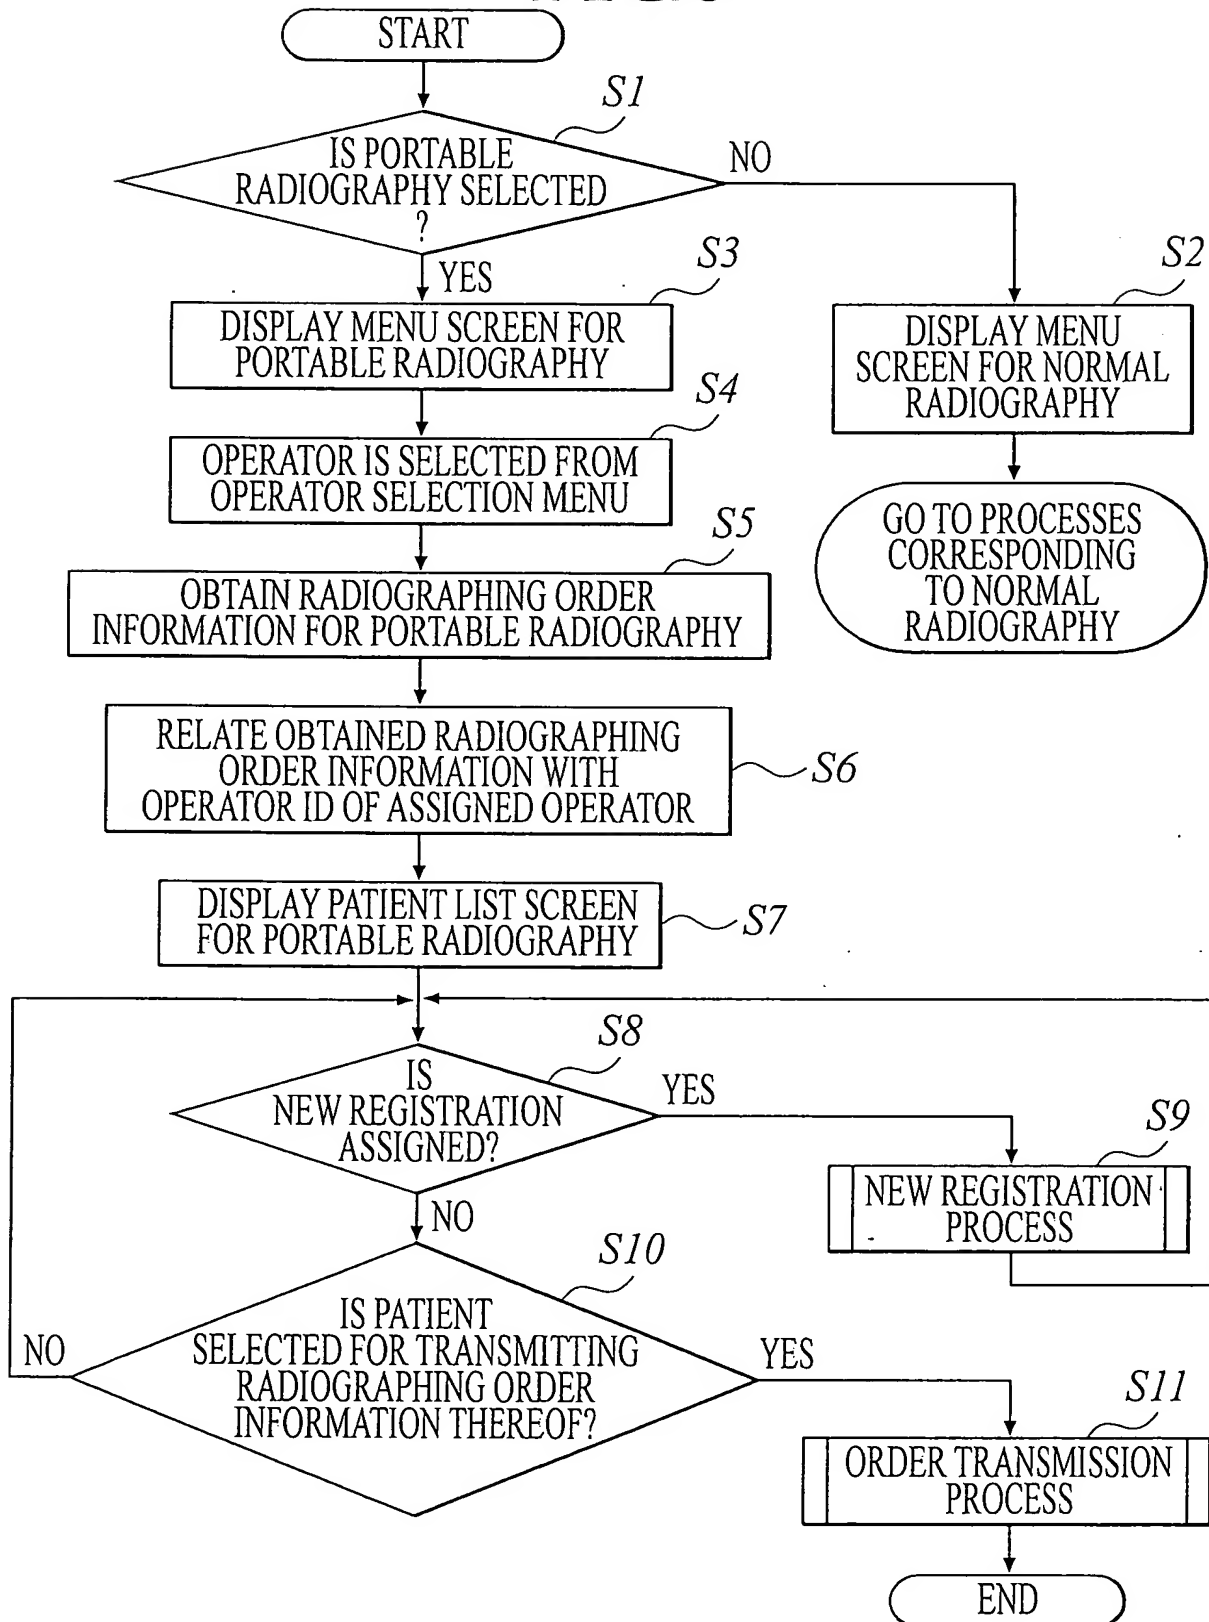 START
S1
IS PORTABLE
RADIOGRAPHY SELECTED
?
NO
YES
S3
DISPLAY MENU SCREEN FOR
PORTABLE RADIOGRAPHY
S2
DISPLAY MENU
SCREEN FOR NORMAL
RADIOGRAPHY
S4
OPERATOR IS SELECTED FROM
OPERATOR SELECTION MENU
GO TO PROCESSES
CORRESPONDING
TO NORMAL
RADIOGRAPHY
S5
OBTAIN RADIOGRAPHING ORDER
INFORMATION FOR PORTABLE RADIOGRAPHY
RELATE OBTAINED RADIOGRAPHING
ORDER INFORMATION WITH
OPERATOR ID OF ASSIGNED OPERATOR
S6
DISPLAY PATIENT LIST SCREEN
FOR PORTABLE RADIOGRAPHY
S7
S8
IS
NEW REGISTRATION
ASSIGNED?
YES
S9
NEW REGISTRATION
PROCESS
NO
S10
IS PATIENT
SELECTED FOR TRANSMITTING
RADIOGRAPHING ORDER
INFORMATION THEREOF?
NO
YES
S11
ORDER TRANSMISSION
PROCESS
END